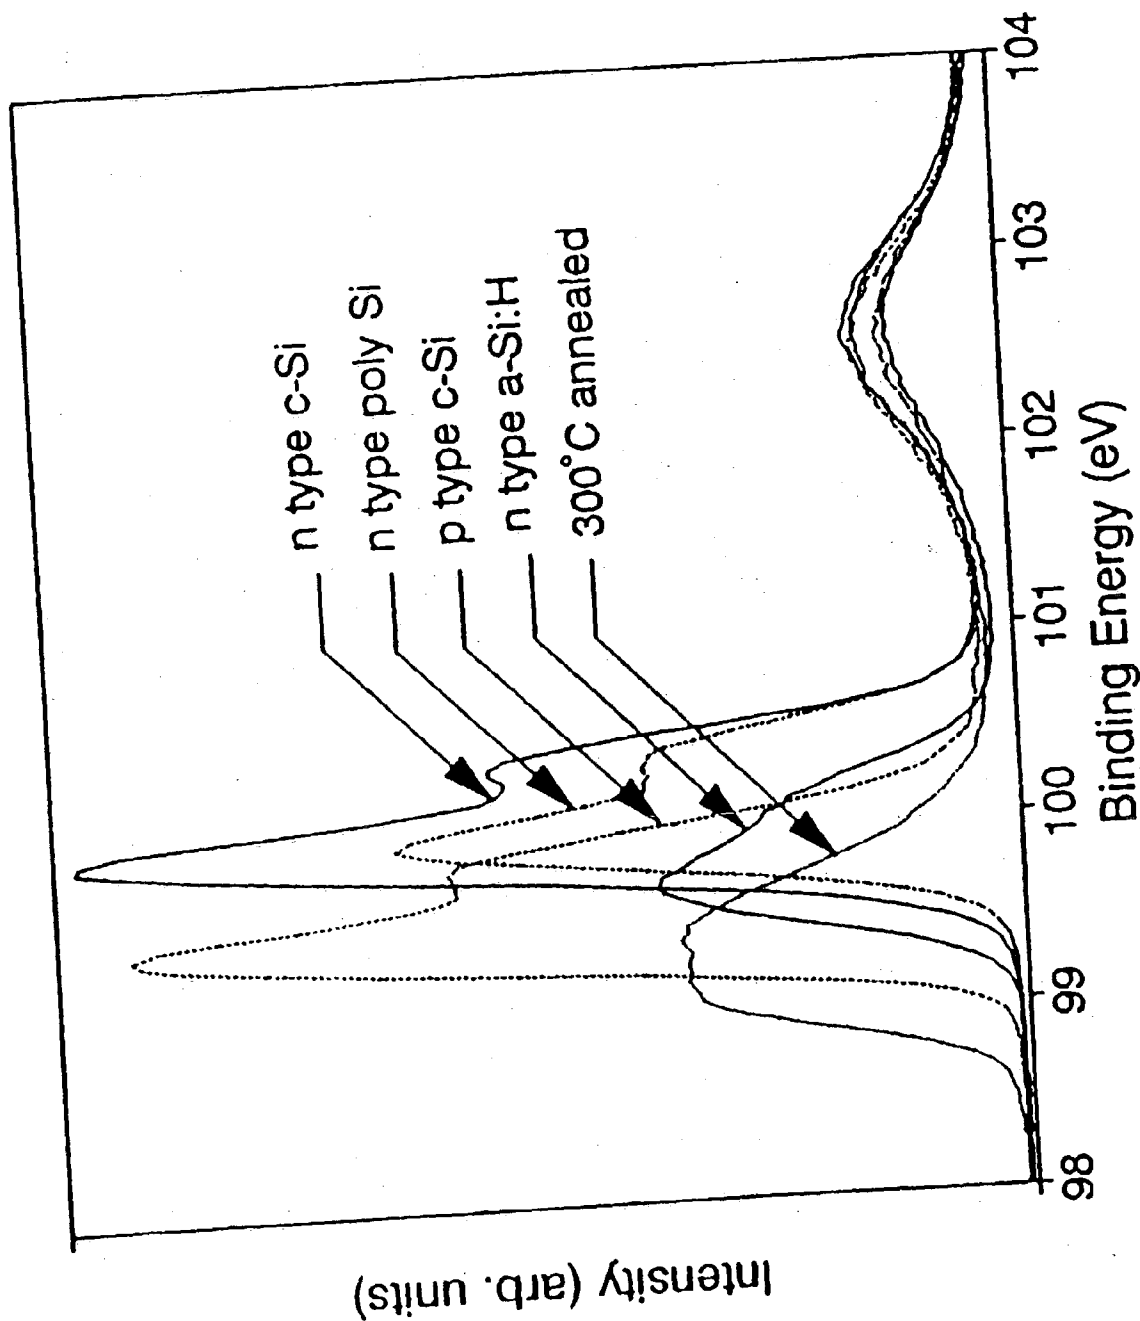 Intensity (arb. units)
n type c-Si
n type poly Si
p type c-Si
n type a-Si:H
300°C annealed
98
99
100
101
102
103
104
Binding Energy (eV)